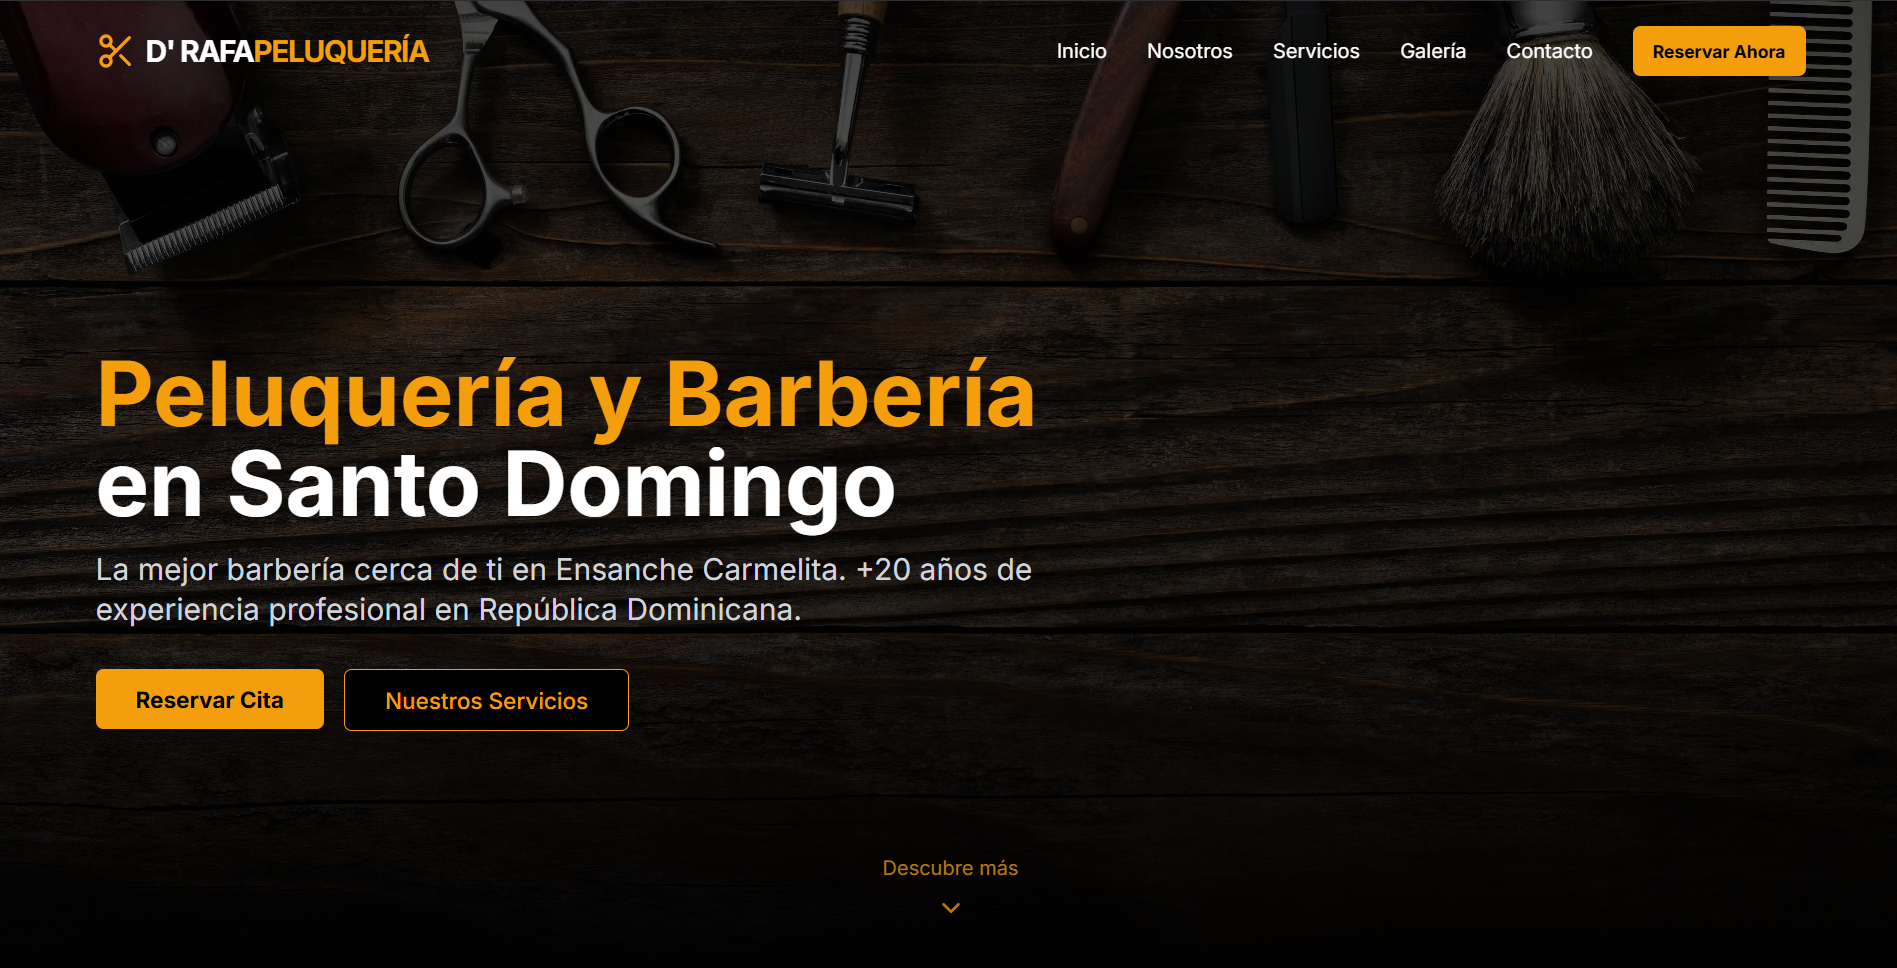 D' RAFAPELUQUERÍA
Inicio
Nosotros
Servicios
Galería
Contacto
Reservar Ahora
Peluquería y Barbería
en Santo Domingo
La mejor barbería cerca de ti en Ensanche Carmelita. +20 años de
experiencia profesional en República Dominicana.
Reservar Cita
Nuestros Servicios
Descubre más